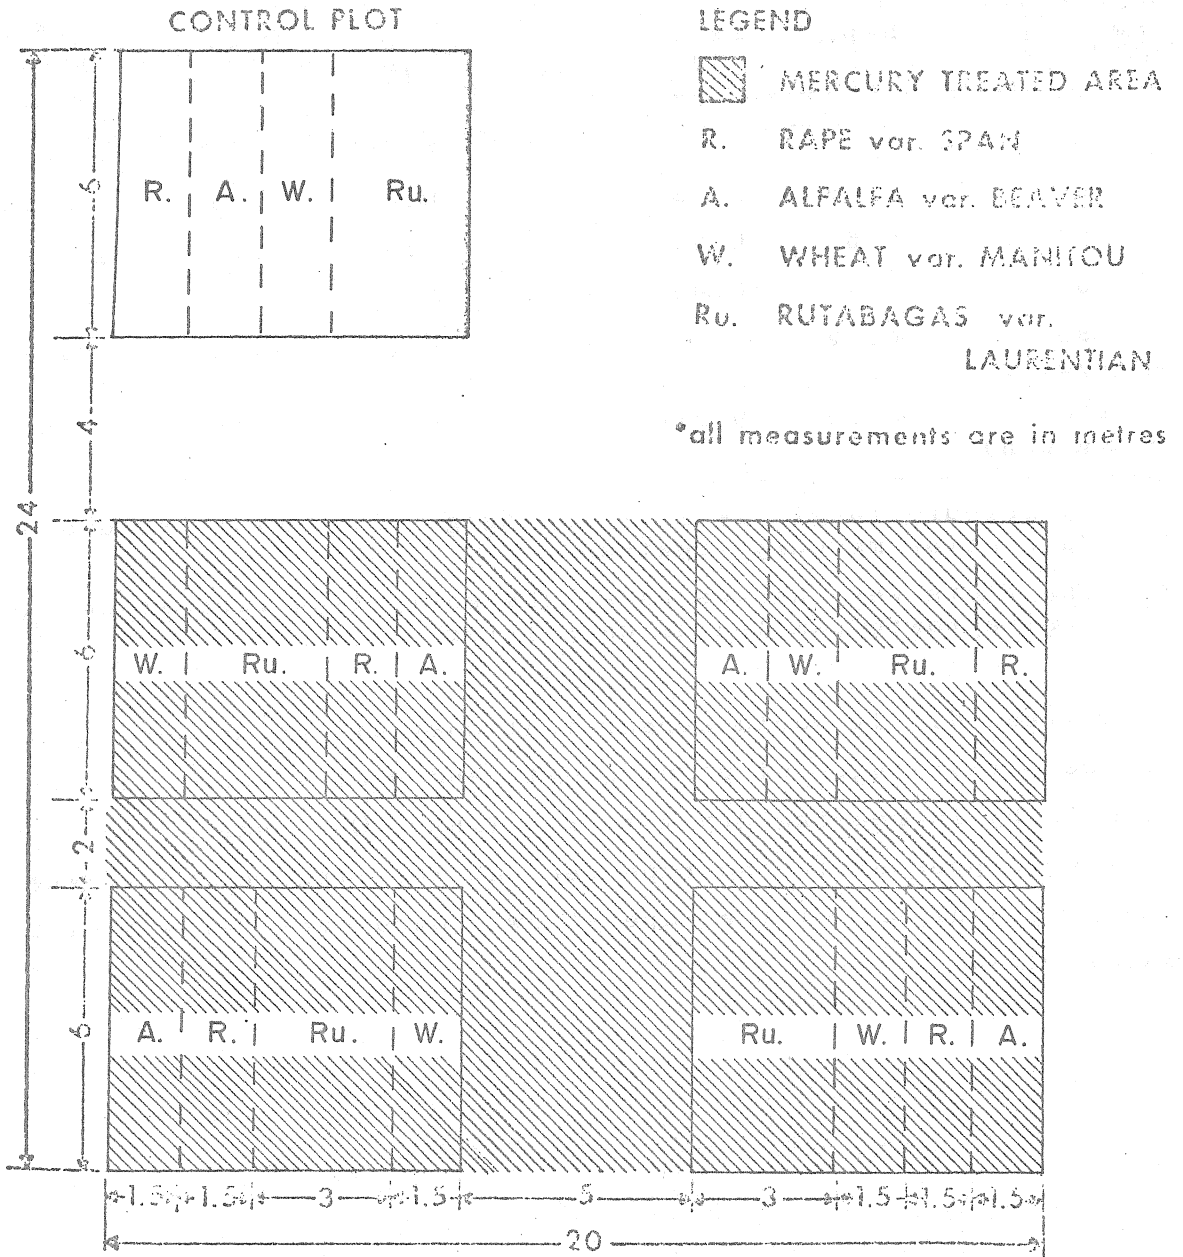 CONTROL PLOT
R. A. W. Ru.
LEGEND
MERCURY TREATED AREA
R. RAPE var. SPAN
A. ALFALFA var. BEAVER
W. WHEAT var. MANITOU
Ru. RUTABAGAS var.
LAURENTIAN
*all measurements are in metres
6
4
24
6
W. Ru. R. A.
A. W. Ru. R.
2
6
A. R. Ru. W.
Ru. W. R. A.
1.5 1.5 3 1.5 5 3 1.5 1.5 1.5
20